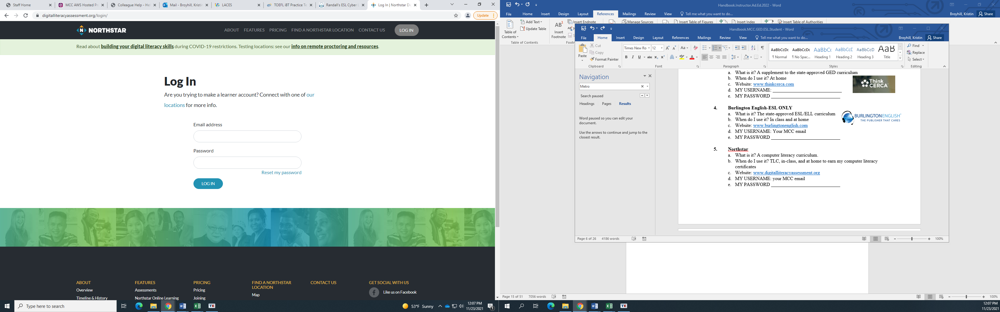 Staff Home
MCC AWS Hosted Pr
Colleague Help - He
Mail - Broyhill, Kristi
LACES
TOEFL iBT Practice Te
Randall's ESL Cyber L
Log In | Northstar Di
digitalliteracyassessment.org/login/
Update
NORTHSTAR
ABOUT FEATURES PRICING FIND A NORTHSTAR LOCATION CONTACT US LOG IN
Read about building your digital literacy skills during COVID-19 restrictions. Testing locations: see our info on remote proctoring and resources.
Log In
Are you trying to make a learner account? Connect with one of our
locations for more info.
Email address
Password
Reset my password
LOG IN
ABOUT
Overview
Timeline & History
FEATURES
Assessments
Northstar Online Learning
PRICING
Pricing
Joining
FIND A NORTHSTAR
LOCATION
Map
CONTACT US
GET SOCIAL WITH US
Like us on Facebook
Type here to search
53°F Sunny
12:07 PM
11/23/2021
Handbook.Instructor.Ad.Ed.2022 - Word
File Home Insert Design Layout References Mailings Review View Tell me what you want to do...
Broyhill, Kristin Share
Table of
Contents
Add Text
Update Table
Table of Contents
AB1
Insert
Footnote
Insert Endnote
Manage Sources
Insert Table of Figures
Insert Index
Insert Table of Authorities
Handbook.MCC.GED.ESL.Student - Word
File Home Insert Design Layout References Mailings Review View Tell me what you want to do...
Broyhill, Kristin Share
Paste
Cut
Copy
Format Painter
Clipboard
Times New Ro 12
Font
Paragraph
AaBbCcDc AaBbCcDc AaBbCc AaBbCcE AaBbCcD AaB
¶ Normal ¶ No Spac... Heading 1 Heading 2 Heading 3 Title
Styles
Find
Replace
Select
Editing
Navigation
Metro
Search paused
Headings Pages Results
Word paused so you can edit your
document.
Use the arrows to continue and jump to the
closest result.
a. What is it? A supplement to the state-approved GED curriculum
b. When do I use it? At home
c. Website: www.thinkcerca.com
d. MY USERNAME:
e. MY PASSWORD
Think
CERCA
4. Burlington English-ESL ONLY
a. What is it? The state-approved ESL/ELL curriculum
b. When do I use it? In class and at home
c. Website: www.burlingtonenglish.com
d. MY USERNAME: Your MCC email
e. MY PASSWORD
BURLINGTONENGLISH
THE PUBLISHER THAT CARES
5. Northstar
a. What is it? A computer literacy curriculum.
b. When do I use it? TLC, in-class, and at home to earn my computer literacy
certificates
c. Website: www.digitalliteracyassessment.org
d. MY USERNAME: your MCC email
e. MY PASSWORD
Page 6 of 26 4186 words
100%
Page 15 of 51 7056 words
100%
12:07 PM
11/23/2021